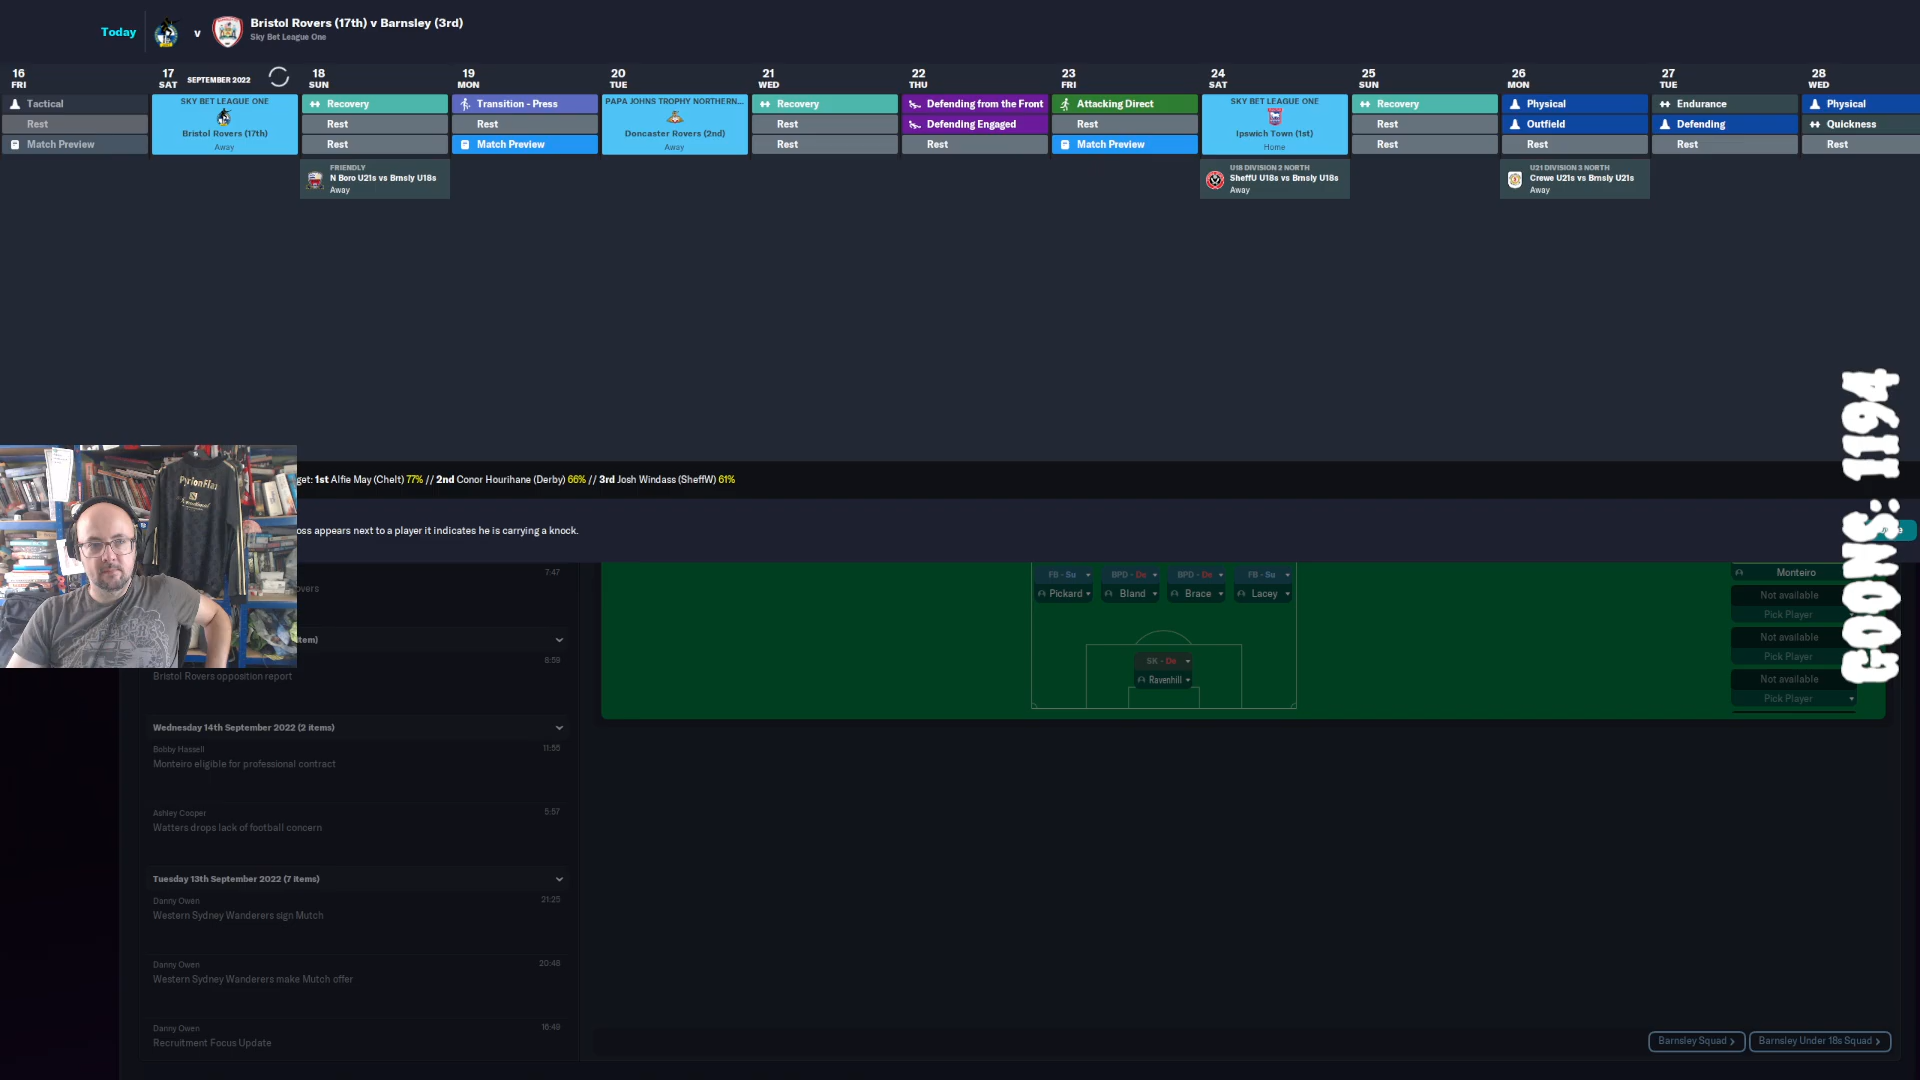 Today
v
Bristol Rovers (17th) v Barnsley (3rd)
Sky Bet League One
16
FRI
17
SAT
SEPTEMBER 2022
18
SUN
19
MON
20
TUE
21
WED
22
THU
23
FRI
24
SAT
25
SUN
26
MON
27
TUE
28
WED
Tactical
Rest
Match Preview
SKY BET LEAGUE ONE
Bristol Rovers (17th)
Away
Recovery
Rest
Rest
FRIENDLY
N Boro U21s vs Brnsly U18s
Away
Transition - Press
Rest
Match Preview
PAPA JOHNS TROPHY NORTHERN...
Doncaster Rovers (2nd)
Away
Recovery
Rest
Rest
Defending from the Front
Defending Engaged
Rest
Attacking Direct
Rest
Match Preview
SKY BET LEAGUE ONE
Ipswich Town (1st)
Home
U18 DIVISION 2 NORTH
SheffU U18s vs Brnsly U18s
Away
Recovery
Rest
Rest
Physical
Outfield
Rest
U21 DIVISION 3 NORTH
Crewe U21s vs Brnsly U21s
Away
Endurance
Defending
Rest
Physical
Quickness
Rest
GOONS: 1194
get: 1st Alfie May (Chelt) 77% // 2nd Conor Hourihane (Derby) 66% // 3rd Josh Windass (SheffW) 61%
oss appears next to a player it indicates he is carrying a knock.
7:47
overs
item)
8:59
Bristol Rovers opposition report
Wednesday 14th September 2022 (2 items)
Bobby Hassell
11:55
Monteiro eligible for professional contract
Ashley Cooper
5:57
Watters drops lack of football concern
Tuesday 13th September 2022 (7 items)
Danny Owen
21:25
Western Sydney Wanderers sign Mutch
Danny Owen
20:48
Western Sydney Wanderers make Mutch offer
Danny Owen
16:49
Recruitment Focus Update
FB - Su
BPD - De
BPD - De
FB - Su
Pickard
Bland
Brace
Lacey
SK - De
Ravenhill
Monteiro
Not available
Pick Player
Not available
Pick Player
Not available
Pick Player
Barnsley Squad
Barnsley Under 18s Squad